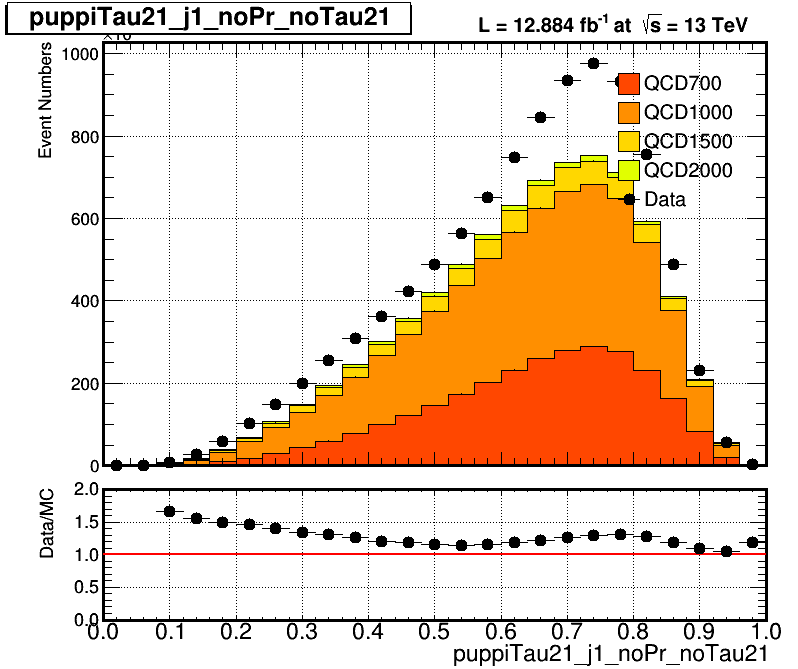 puppiTau21_j1_noPr_noTau21
L = 12.884 fb⁻¹ at √s = 13 TeV
Event Numbers
1000
800
600
400
200
0
QCD700
QCD1000
QCD1500
QCD2000
Data
Data/MC
2.0
1.5
1.0
0.5
0.0
0.0 0.1 0.2 0.3 0.4 0.5 0.6 0.7 0.8 0.9 1.0
puppiTau21_j1_noPr_noTau21